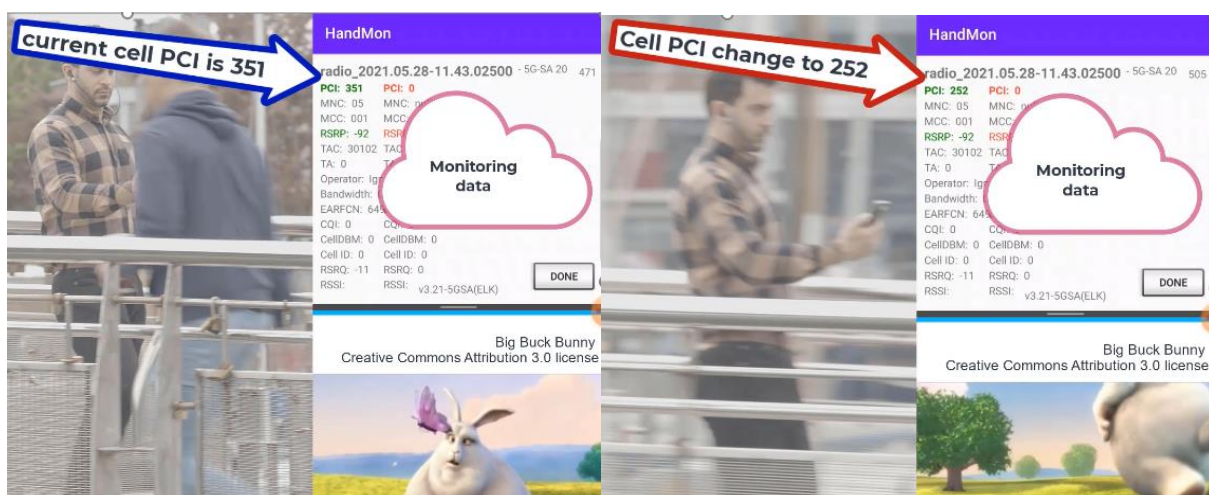 current cell PCI is 351
HandMon
radio_2021.05.28-11.43.02500 - 5G-SA 20 471
PCI: 351 PCI: 0
MNC: 05 MNC:
MCC: 001 MCC:
RSRP: -92
TAC: 30102 TAC
TA: 0
Operator:
Bandwidth:
EARFCN:
CQI: 0
CellDBM: 0 CellDBM: 0
Cell ID: 0 Cell ID: 0
RSRQ: -11 RSRQ: 0
RSSI: RSSI: v3.21-5GSA(ELK)
Monitoring
data
DONE
Big Buck Bunny
Creative Commons Attribution 3.0 license
Cell PCI change to 252
HandMon
radio_2021.05.28-11.43.02500 - 5G-SA 20 505
PCI: 252 PCI: 0
MNC: 05 MNC:
MCC: 001 MCC:
RSRP: -92
TAC: 30102 TAC
TA: 0
Operator:
Bandwidth:
EARFCN:
CQI: 0
CellDBM: 0 CellDBM: 0
Cell ID: 0 Cell ID: 0
RSRQ: -11 RSRQ: 0
RSSI: RSSI: v3.21-5GSA(ELK)
Monitoring
data
DONE
Big Buck Bunny
Creative Commons Attribution 3.0 license